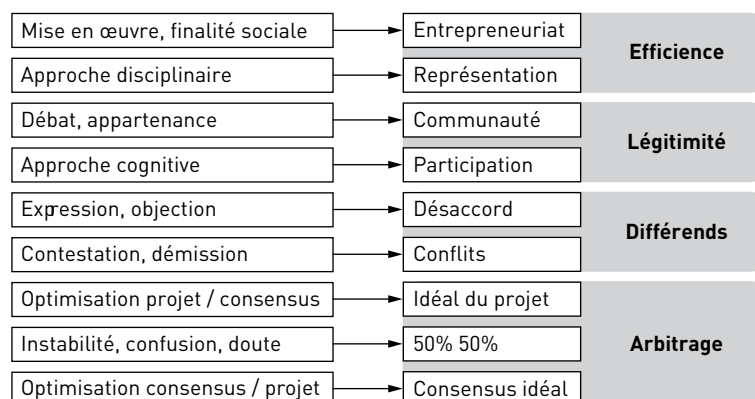 Mise en œuvre, finalité sociale
Entrepreneuriat
Efficience
Approche disciplinaire
Représentation
Débat, appartenance
Communauté
Légitimité
Approche cognitive
Participation
Expression, objection
Désaccord
Différends
Contestation, démission
Conflits
Optimisation projet / consensus
Idéal du projet
Instabilité, confusion, doute
50% 50%
Arbitrage
Optimisation consensus / projet
Consensus idéal